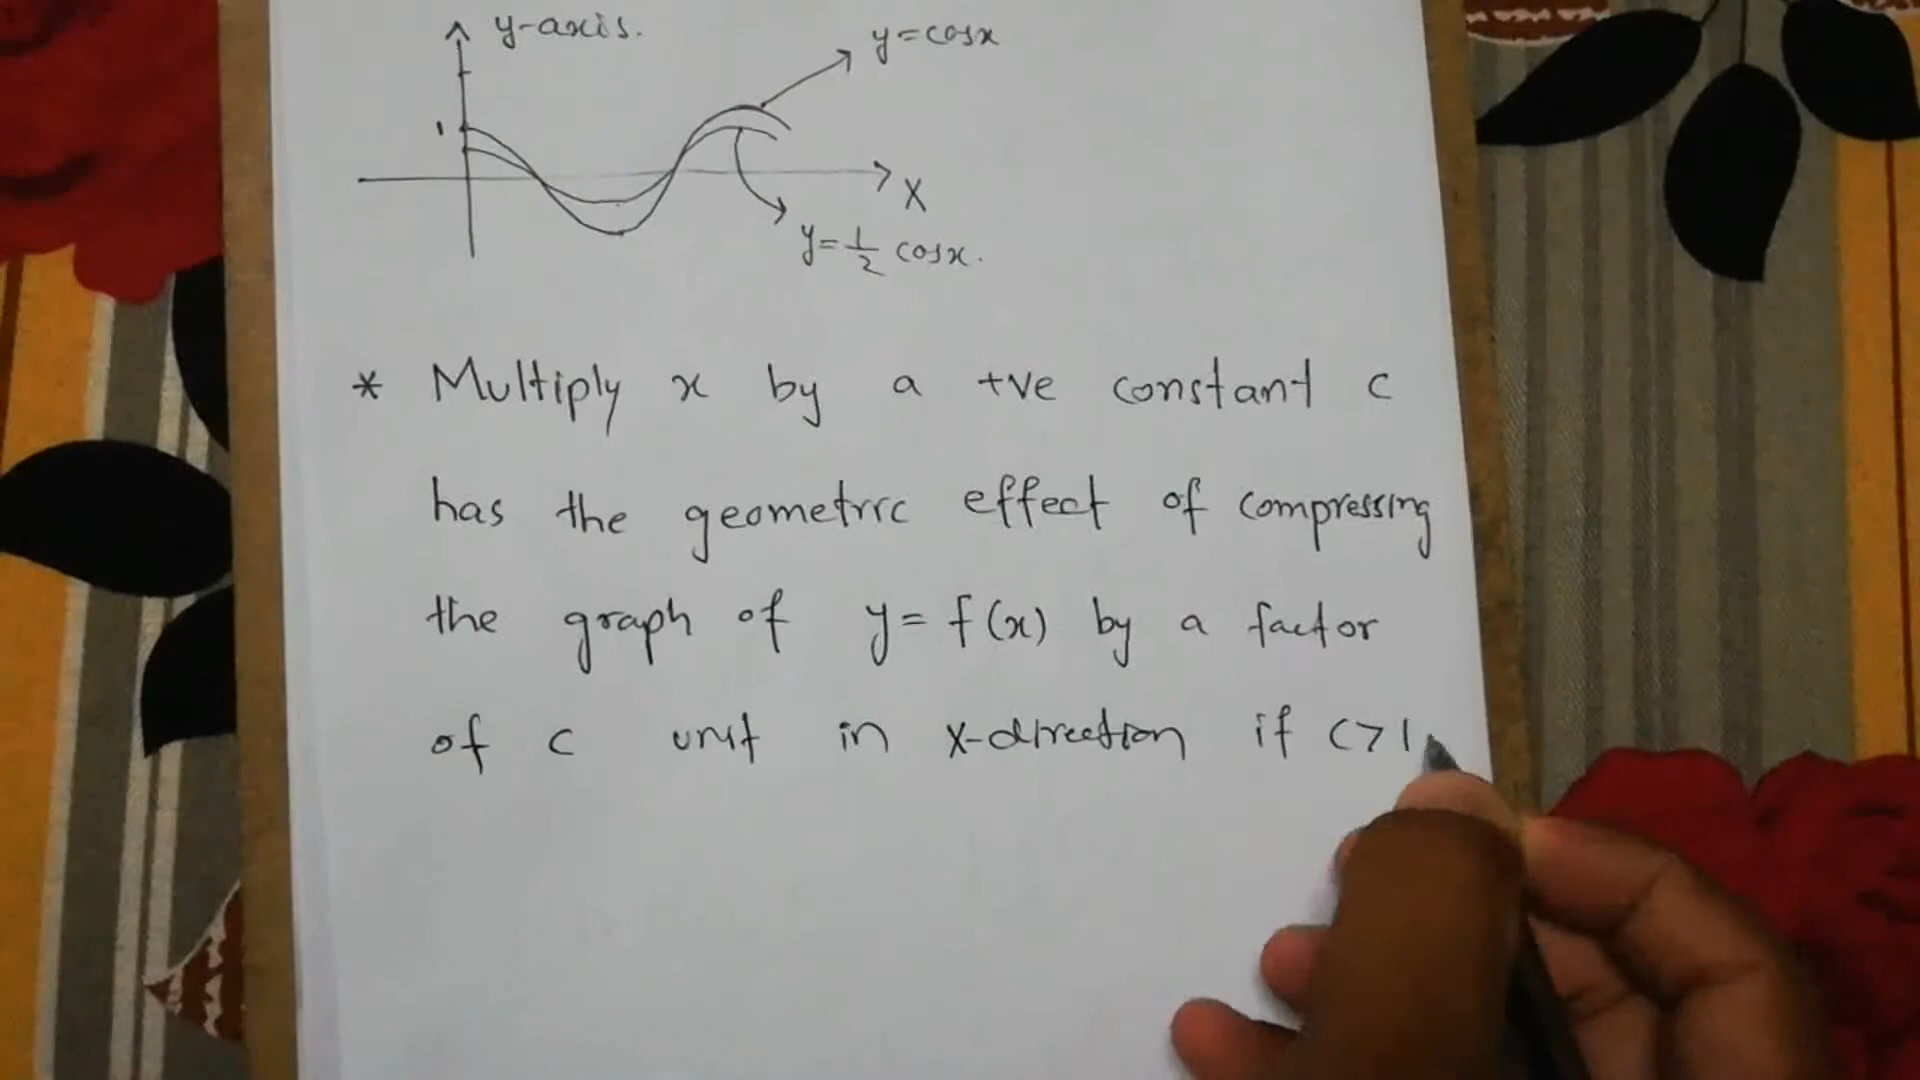 y-axis.
y=cosx
1
X
y=1/2 cosx.
* Multiply x by a +ve constant c
has the geometric effect of compressing
the graph of y=f(x) by a factor
of c unit in x-direction if c>1